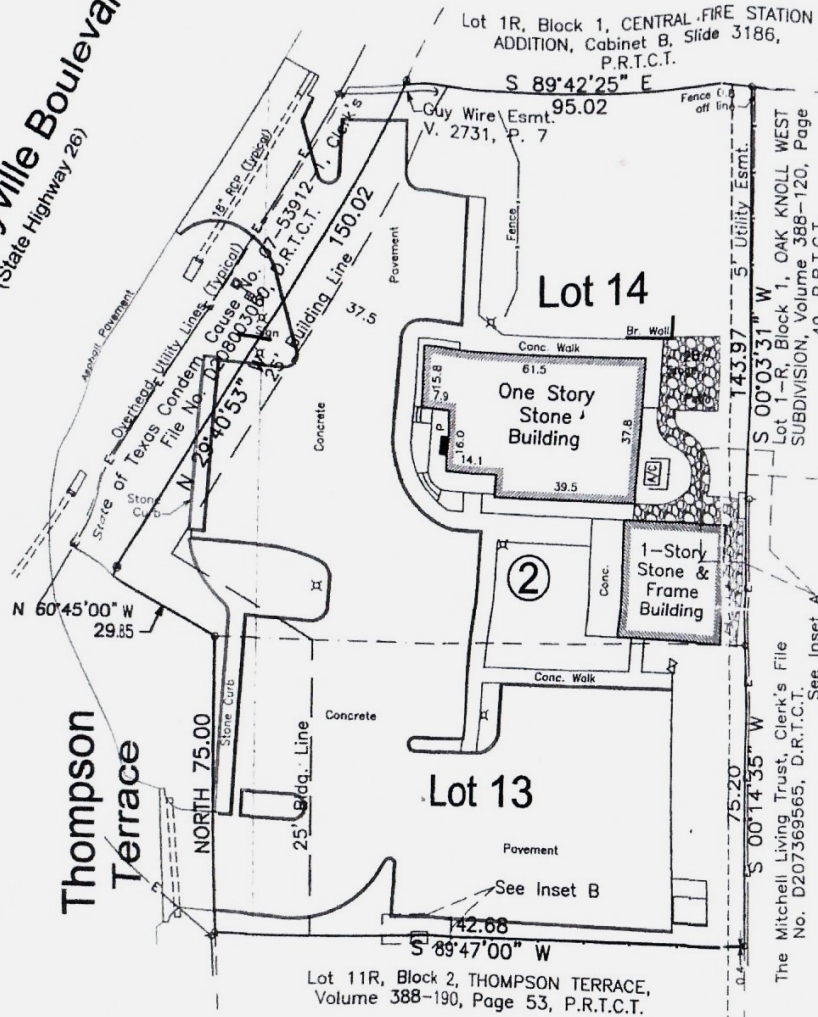 Lot 1R, Block 1, CENTRAL FIRE STATION
ADDITION, Cabinet B, Slide 3186,
P.R.T.C.T.
S 89°42'25" E
95.02
Fence
off line
Guy Wire Esmt.
V. 2731, P. 7
(State Highway 26)
18" RCP (Typical)
Asphalt Pavement
Overhead Utility Lines (Typical)
State of Texas Condem. Cause No.
Clerk's
File No. D208003060, D.R.T.C.T.
N 29°40'53" W
150.02
25' Building Line
37.5
Sign
Pavement
Fence
Lot 14
Conc. Walk
Br. Wall
5' Utility Esmt.
143.97
S 00°03'31" W
Lot 1-R, Block 1, OAK KNOLL WEST
SUBDIVISION, Volume 388-120, Page
P.R.T.C.T.
61.5
15.8
7.9
One Story
Stone
Building
37.8
P
16.0
14.1
39.5
A/C
Concrete
Stone
Curb
2
Conc.
1-Story
Stone &
Frame
Building
N 60°45'00" W
29.85
See Inset A
Conc. Walk
Thompson
Terrace
NORTH 75.00
Stone Curb
25' Bldg. Line
Concrete
Lot 13
Pavement
75.20
S 00°14'35" W
The Mitchell Living Trust, Clerk's File
No. D207369565, D.R.T.C.T.
See Inset B
142.68
S 89°47'00" W
0.4
Lot 11R, Block 2, THOMPSON TERRACE,
Volume 388-190, Page 53, P.R.T.C.T.